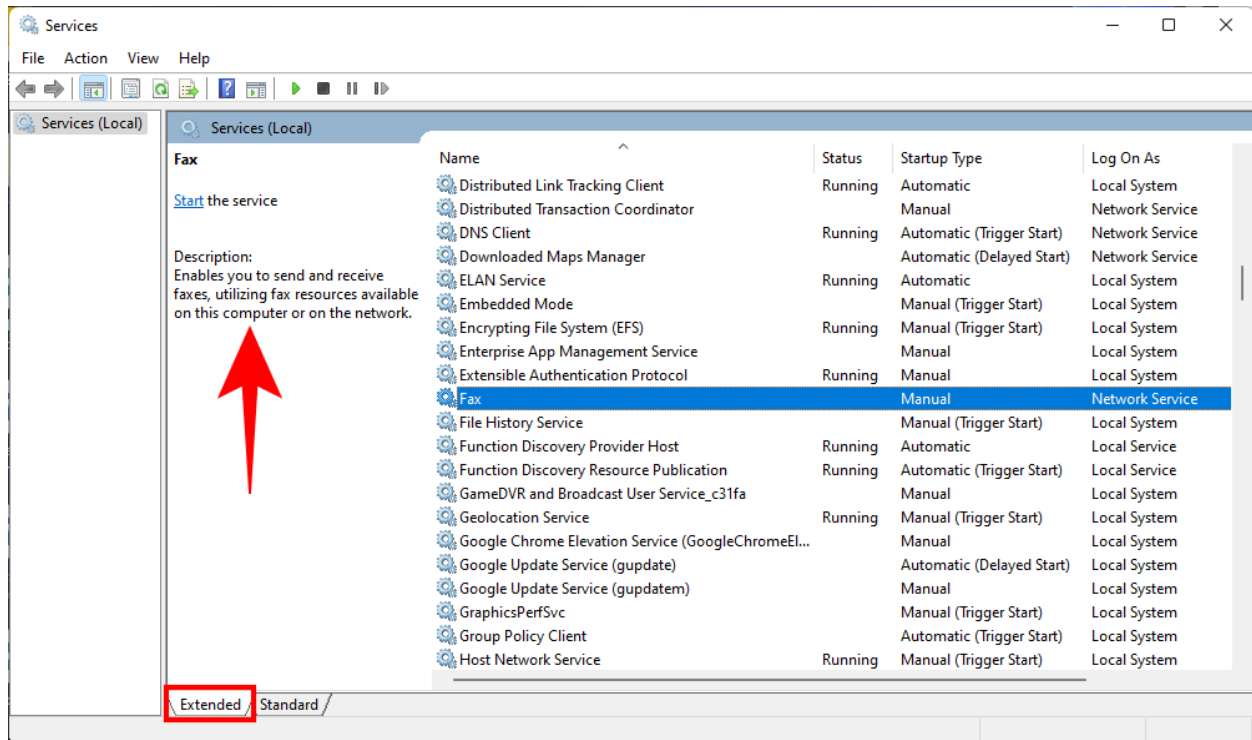 Services
File Action View Help
Services (Local)
Services (Local)
Fax
Start the service
Description:
Enables you to send and receive
faxes, utilizing fax resources available
on this computer or on the network.
Name Status Startup Type Log On As
Distributed Link Tracking Client Running Automatic Local System
Distributed Transaction Coordinator Manual Network Service
DNS Client Running Automatic (Trigger Start) Network Service
Downloaded Maps Manager Automatic (Delayed Start) Network Service
ELAN Service Running Automatic Local System
Embedded Mode Manual (Trigger Start) Local System
Encrypting File System (EFS) Running Manual (Trigger Start) Local System
Enterprise App Management Service Manual Local System
Extensible Authentication Protocol Running Manual Local System
Fax Manual Network Service
File History Service Manual (Trigger Start) Local System
Function Discovery Provider Host Running Automatic Local Service
Function Discovery Resource Publication Running Automatic (Trigger Start) Local Service
GameDVR and Broadcast User Service_c31fa Manual Local System
Geolocation Service Running Manual (Trigger Start) Local System
Google Chrome Elevation Service (GoogleChromeEl... Manual Local System
Google Update Service (gupdate) Automatic (Delayed Start) Local System
Google Update Service (gupdatem) Manual Local System
GraphicsPerfSvc Manual (Trigger Start) Local System
Group Policy Client Automatic (Trigger Start) Local System
Host Network Service Running Manual (Trigger Start) Local System
Extended Standard